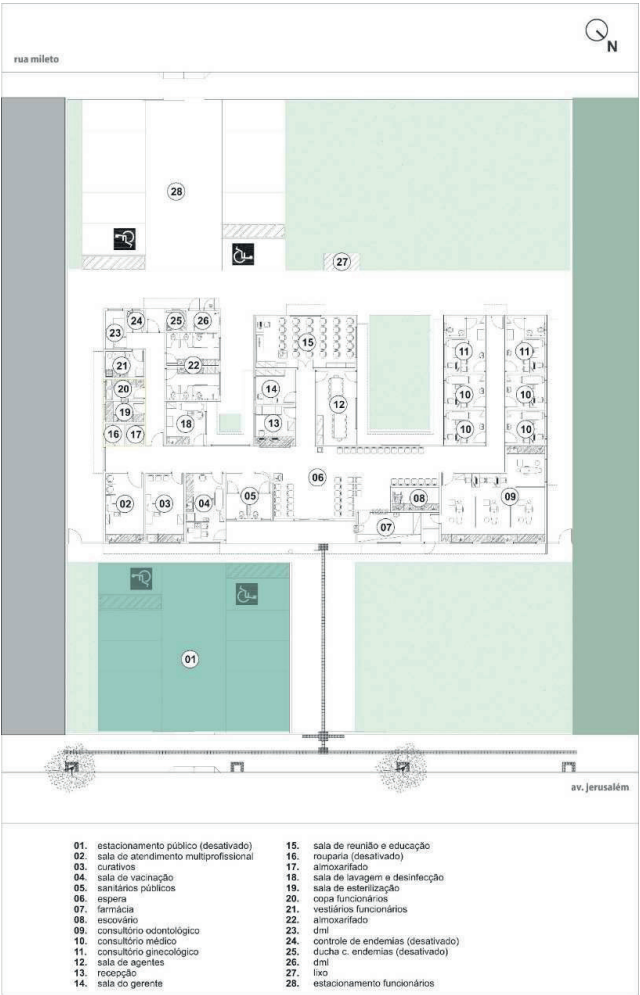 N
rua mileto
28
27
24
25
26
23
15
11
11
21
22
20
14
10
10
19
12
18
13
16
17
10
10
06
02
03
04
05
08
09
07
01
av. jerusalém
01. estacionamento público (desativado)
02. sala de atendimento multiprofissional
03. curativos
04. sala de vacinação
05. sanitários públicos
06. espera
07. farmácia
08. escovário
09. consultório odontológico
10. consultório médico
11. consultório ginecológico
12. sala de agentes
13. recepção
14. sala do gerente
15. sala de reunião e educação
16. rouparia (desativado)
17. almoxarifado
18. sala de lavagem e desinfecção
19. sala de esterilização
20. copa funcionários
21. vestiários funcionários
22. almoxarifado
23. dml
24. controle de endemias (desativado)
25. ducha c. endemias (desativado)
26. dml
27. lixo
28. estacionamento funcionários